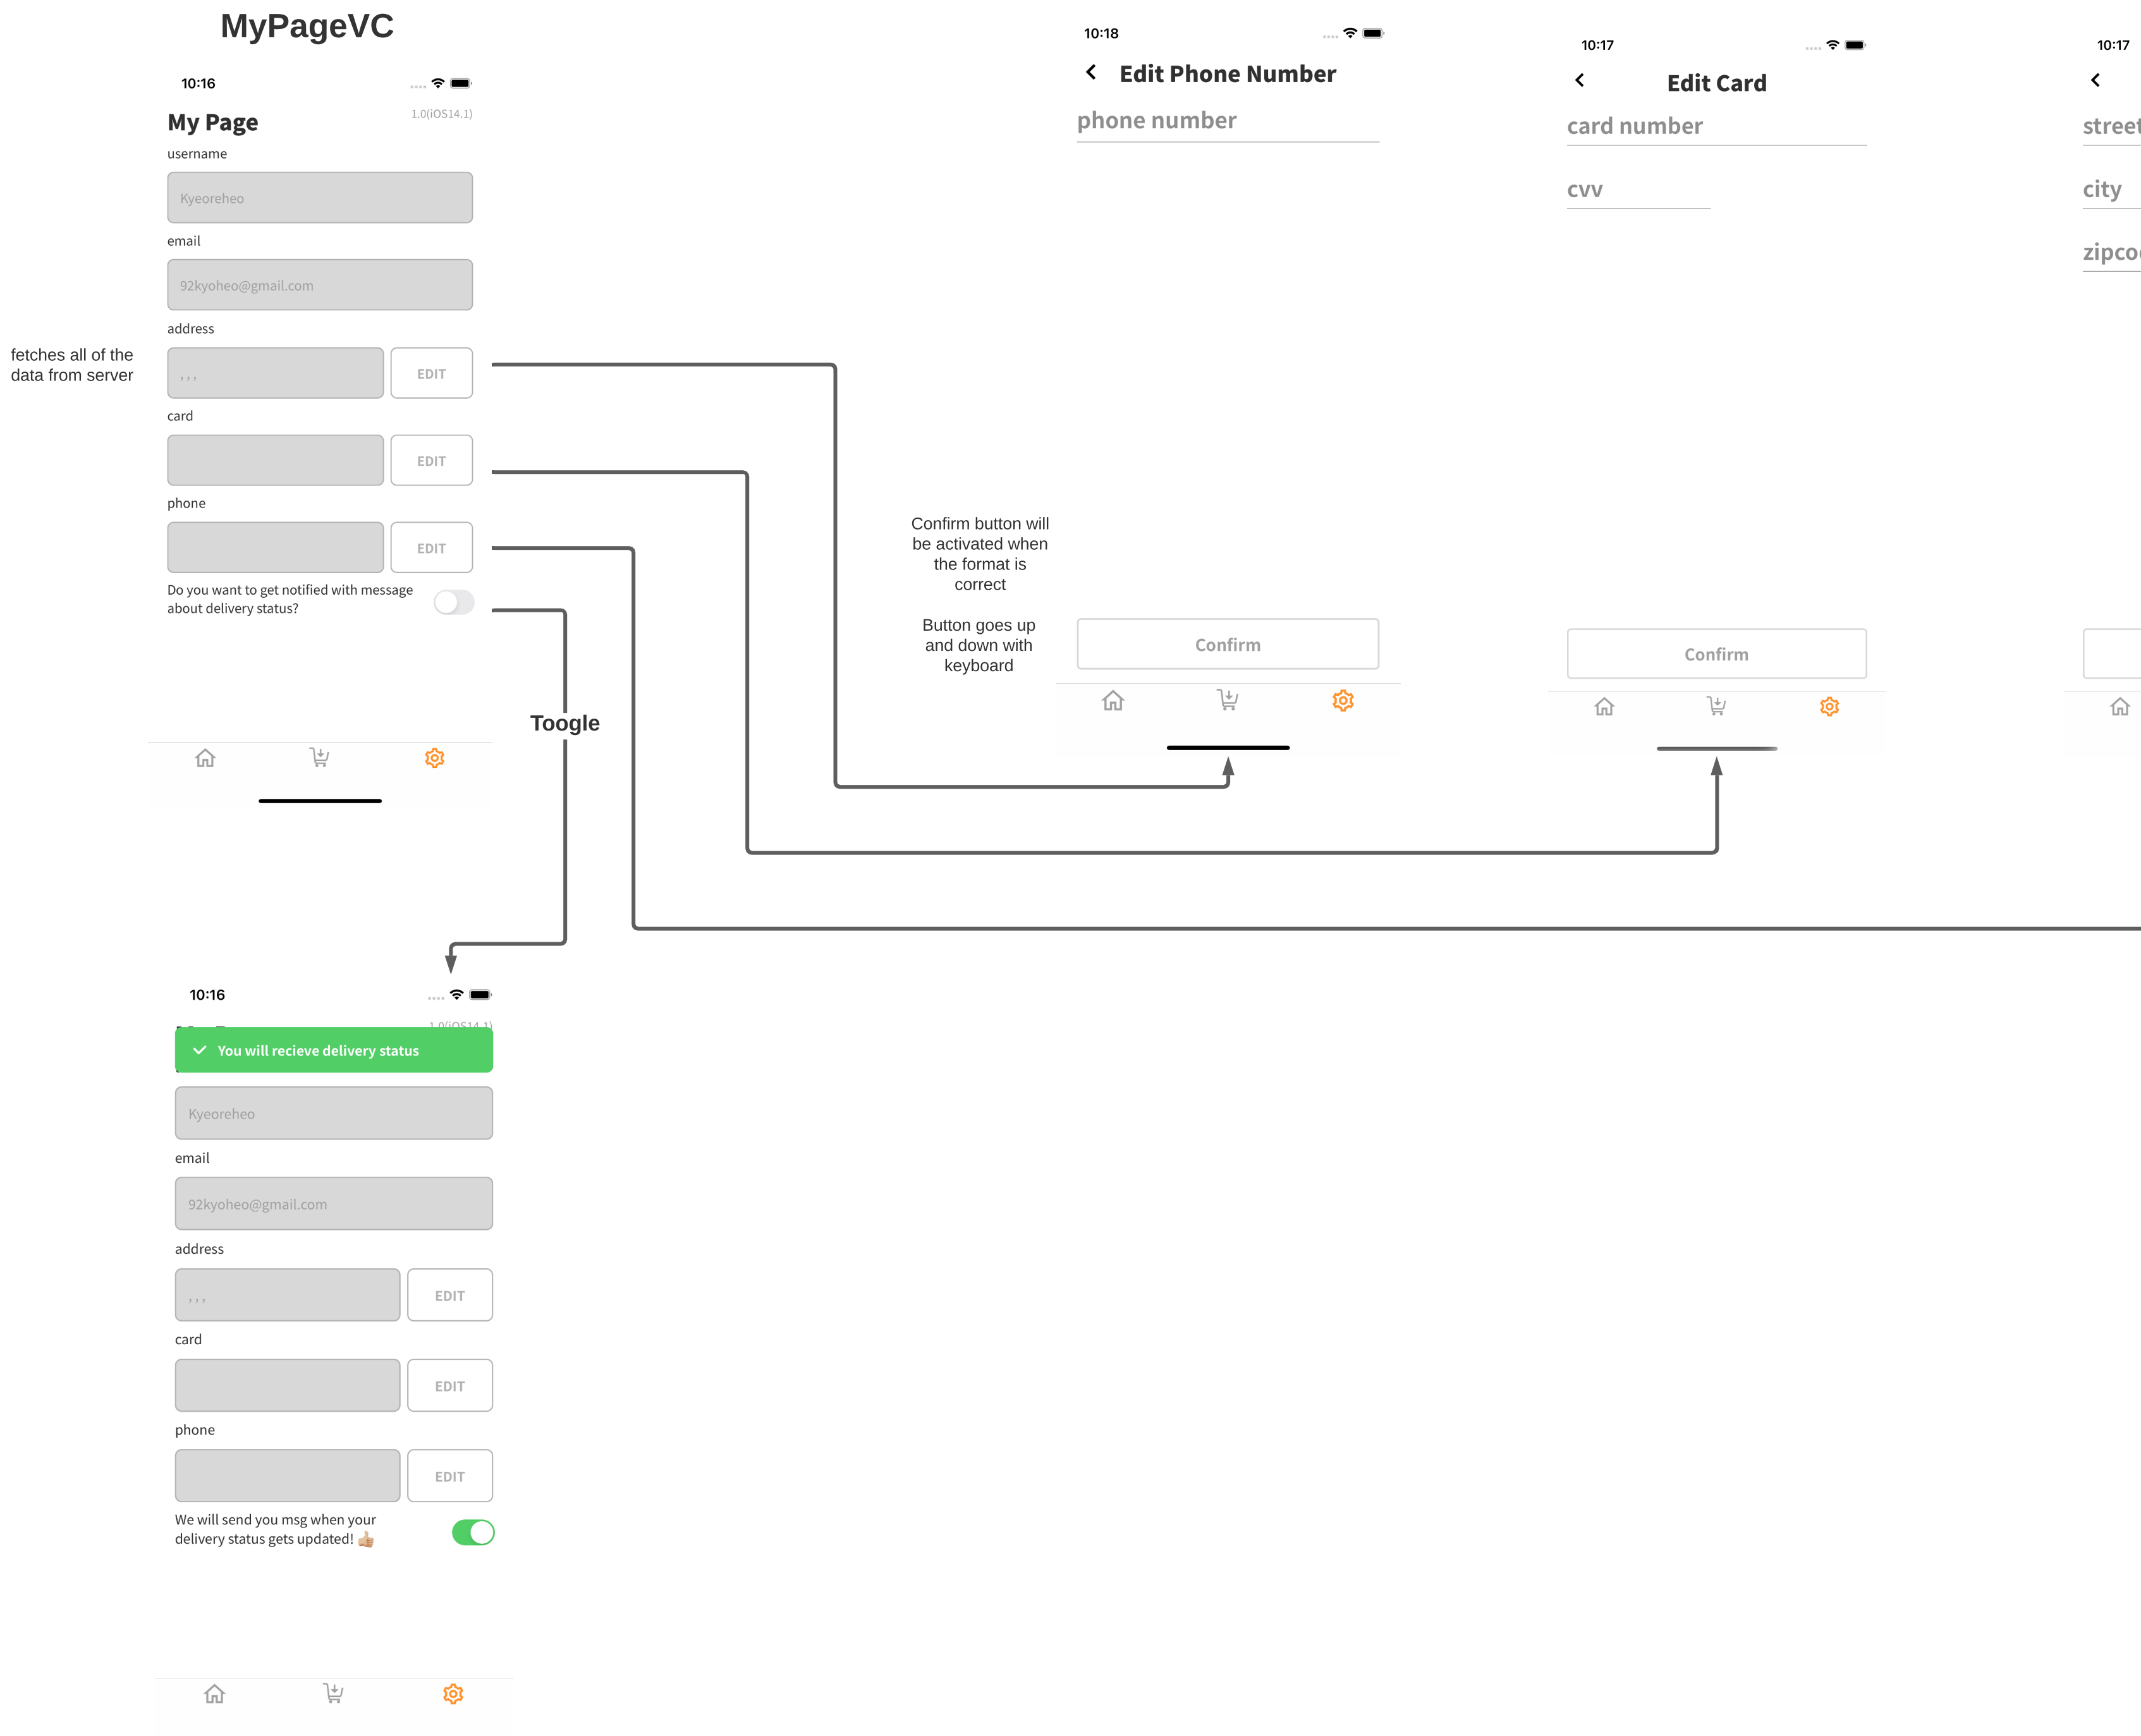 MyPageVC
10:16
My Page
1.0(iOS14.1)
username
Kyeoreheo
email
92kyoheo@gmail.com
address
, , ,
EDIT
card
EDIT
phone
EDIT
Do you want to get notified with message
about delivery status?
fetches all of the
data from server
Toogle
10:18
Edit Phone Number
phone number
Confirm button will
be activated when
the format is
correct
Button goes up
and down with
keyboard
Confirm
10:17
Edit Card
card number
cvv
Confirm
10:17
street
city
10:16
1.0(iOS14.1)
You will recieve delivery status
Kyeoreheo
email
92kyoheo@gmail.com
address
, , ,
EDIT
card
EDIT
phone
EDIT
We will send you msg when your
delivery status gets updated! 👍🏼